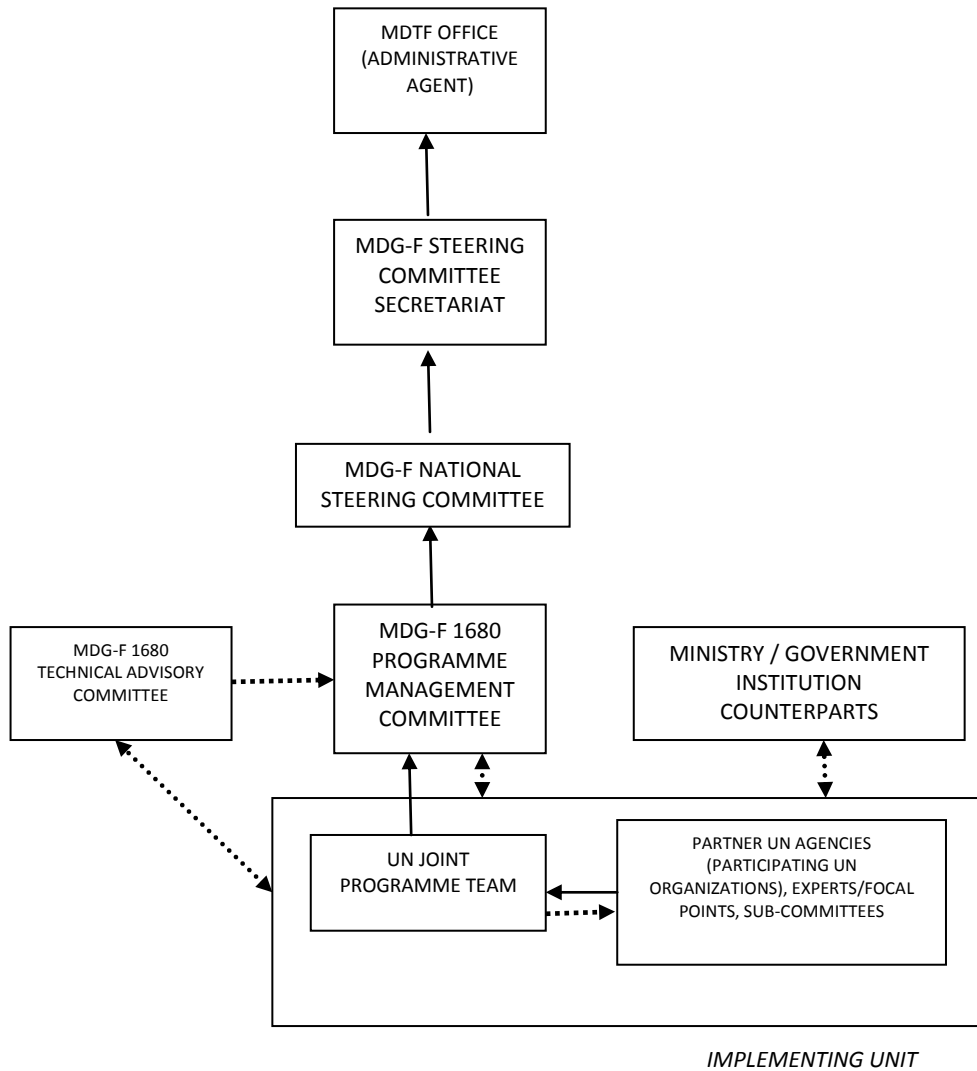 MDTF OFFICE
(ADMINISTRATIVE
AGENT)
MDG-F STEERING
COMMITTEE
SECRETARIAT
MDG-F NATIONAL
STEERING COMMITTEE
MDG-F 1680
TECHNICAL ADVISORY
COMMITTEE
MDG-F 1680
PROGRAMME
MANAGEMENT
COMMITTEE
MINISTRY / GOVERNMENT
INSTITUTION
COUNTERPARTS
UN JOINT
PROGRAMME TEAM
PARTNER UN AGENCIES
(PARTICIPATING UN
ORGANIZATIONS), EXPERTS/FOCAL
POINTS, SUB-COMMITTEES
IMPLEMENTING UNIT